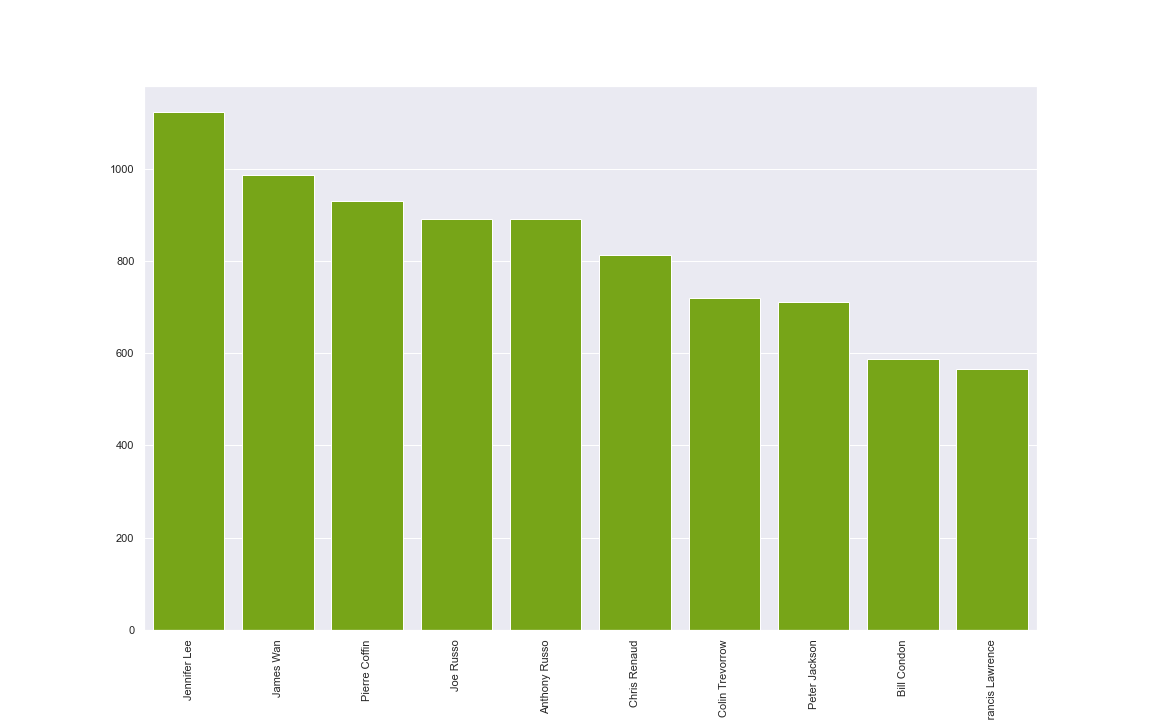 1000
800
600
400
200
0
Jennifer Lee
James Wan
Pierre Coffin
Joe Russo
Anthony Russo
Chris Renaud
Colin Trevorrow
Peter Jackson
Bill Condon
rancis Lawrence